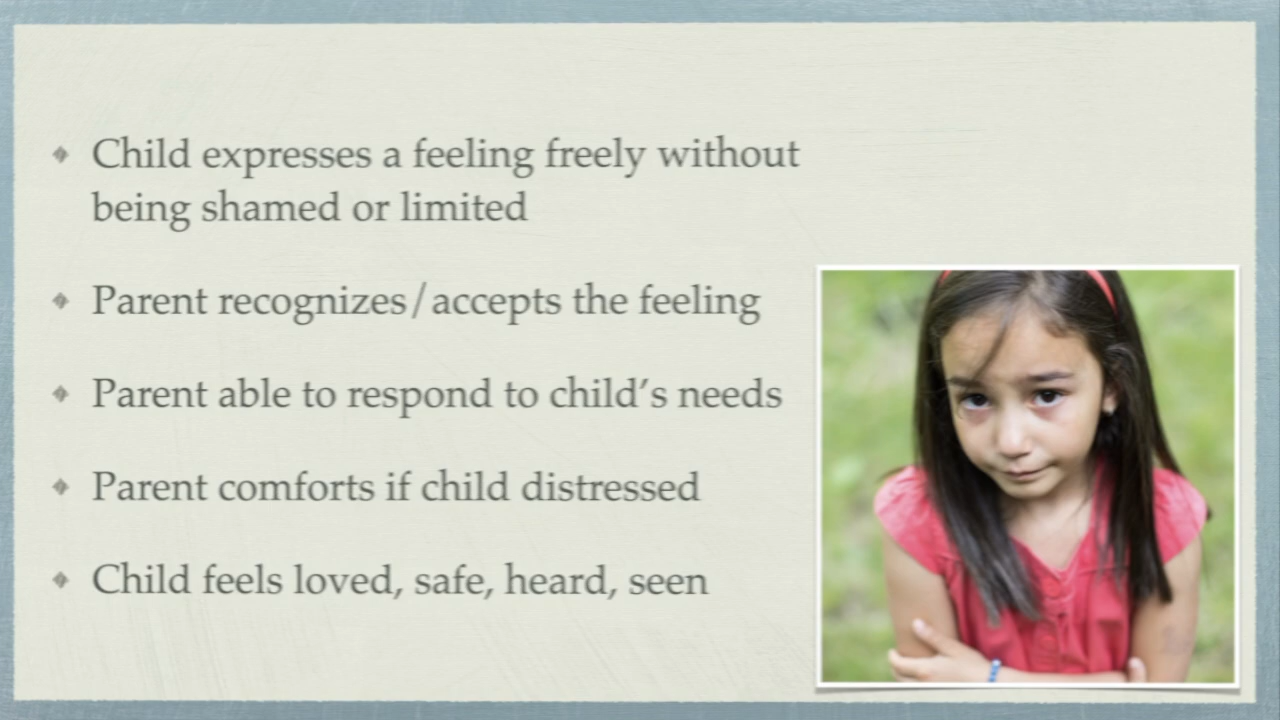 Child expresses a feeling freely without
being shamed or limited
Parent recognizes/accepts the feeling
Parent able to respond to child’s needs
Parent comforts if child distressed
Child feels loved, safe, heard, seen